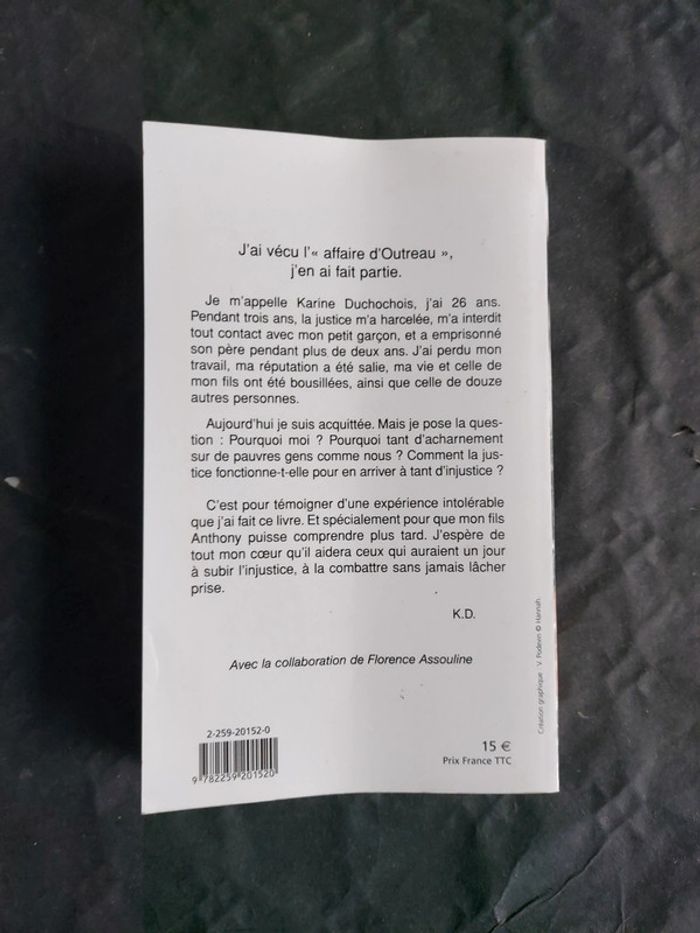 J'ai vécu l'« affaire d'Outreau »,
j'en ai fait partie.
Je m'appelle Karine Duchochois, j'ai 26 ans.
Pendant trois ans, la justice m'a harcelée, m'a interdit
tout contact avec mon petit garçon, et a emprisonné
son père pendant plus de deux ans. J'ai perdu mon
travail, ma réputation a été salie, ma vie et celle de
mon fils ont été bousillées, ainsi que celle de douze
autres personnes.
Aujourd'hui je suis acquittée. Mais je pose la ques-
tion : Pourquoi moi ? Pourquoi tant d'acharnement
sur de pauvres gens comme nous ? Comment la jus-
tice fonctionne-t-elle pour en arriver à tant d'injustice ?
C'est pour témoigner d'une expérience intolérable
que j'ai fait ce livre. Et spécialement pour que mon fils
Anthony puisse comprendre plus tard. J'espère de
tout mon cœur qu'il aidera ceux qui auraient un jour
à subir l'injustice, à la combattre sans jamais lâcher
prise.
K.D.
Avec la collaboration de Florence Assouline
Création graphique : V. Podevin © Hannah
2-259-20152-0
9 782259 201520
15 €
Prix France TTC